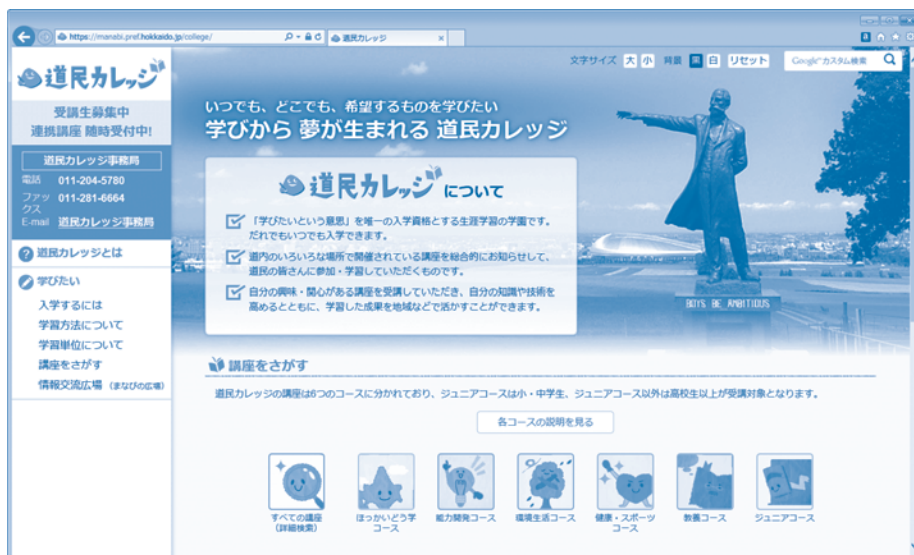 https://manabi.pref.hokkaido.jp/college/
道民カレッジ
文字サイズ 大 小 背景 黒 白 リセット Google カスタム検索
道民カレッジ
受講生募集中
連携講座 随時受付中!
道民カレッジ事務局
電話 011-204-5780
ファックス 011-281-6664
E-mail 道民カレッジ事務局
道民カレッジとは
学びたい
入学するには
学習方法について
学習単位について
講座をさがす
情報交流広場 (まなびの広場)
いつでも、どこでも、希望するものを学びたい
学びから 夢が生まれる 道民カレッジ
道民カレッジ について
「学びたいという意思」を唯一の入学資格とする生涯学習の学園です。
だれでもいつでも入学できます。
道内のいろいろな場所で開催されている講座を総合的にお知らせして、
道民の皆さんに参加・学習していただくものです。
自分の興味・関心がある講座を受講していただき、自分の知識や技術を
高めるとともに、学習した成果を地域などで活かすことができます。
BOYS BE AMBITIOUS
講座をさがす
道民カレッジの講座は6つのコースに分かれており、ジュニアコースは小・中学生、ジュニアコース以外は高校生以上が受講対象となります。
各コースの説明を見る
すべての講座
(詳細検索)
ほっかいどう学
コース
能力開発コース
環境生活コース
健康・スポーツ
コース
教養コース
ジュニアコース